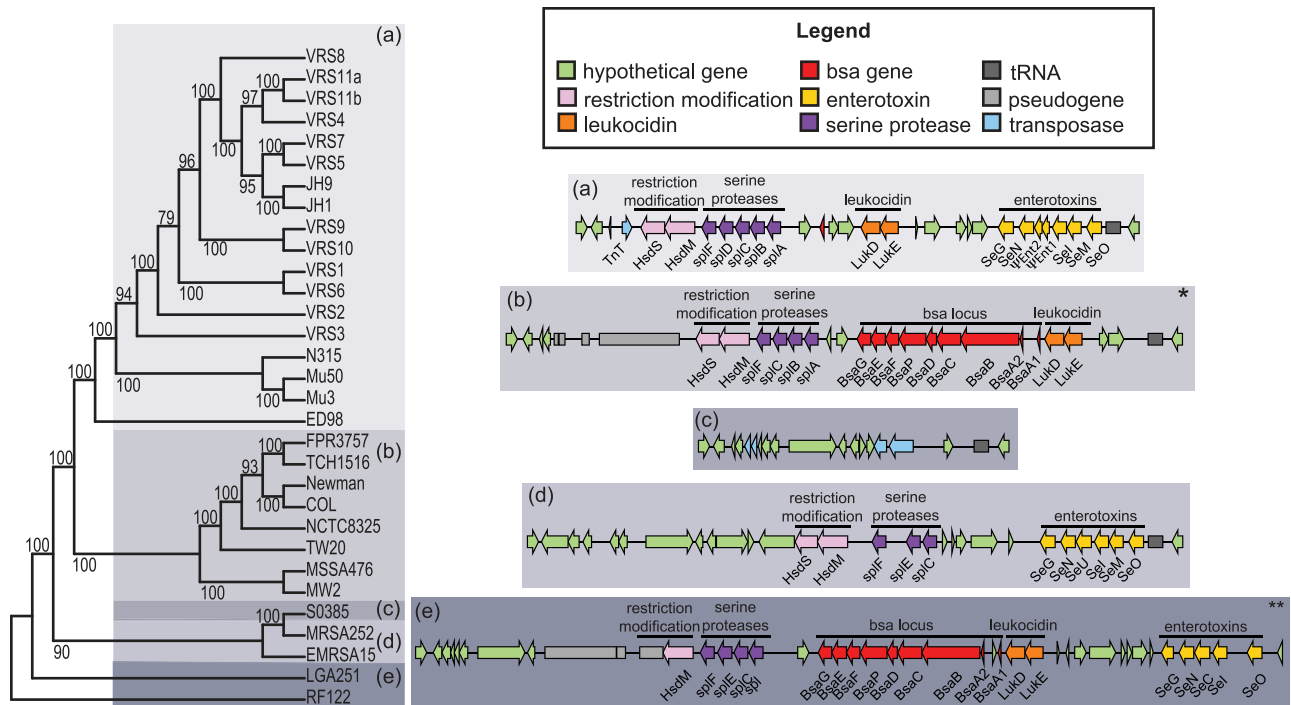 (a)
VRS8
VRS11a
VRS11b
VRS4
VRS7
VRS5
JH9
JH1
VRS9
VRS10
VRS1
VRS6
VRS2
VRS3
N315
Mu50
Mu3
ED98
(b)
FPR3757
TCH1516
Newman
COL
NCTC8325
TW20
MSSA476
MW2
(c)
S0385
(d)
MRSA252
EMRSA15
(e)
LGA251
RF122
100
100
97
100
100
95
100
96
79
100
100
94
100
100
100
100
100
100
93
100
100
100
100
100
100
100
90
Legend
hypothetical gene
bsa gene
tRNA
restriction modification
enterotoxin
pseudogene
leukocidin
serine protease
transposase
(a)
restriction modification
serine proteases
leukocidin
enterotoxins
TnT HsdS HsdM splF splD splC splB splA LukD LukE SeG SeN ΨEnt2 ΨEnt1 SeI SeM SeO
(b)
*
restriction modification
serine proteases
bsa locus
leukocidin
HsdS HsdM splF splC splB splA BsaG BsaE BsaF BsaP BsaD BsaC BsaB BsaA2 BsaA1 LukD LukE
(c)
(d)
restriction modification
serine proteases
enterotoxins
HsdS HsdM splF splE splC SeG SeN SeU SeI SeM SeO
(e)
**
restriction modification
serine proteases
bsa locus
leukocidin
enterotoxins
HsdM splF splE splC spl BsaG BsaE BsaF BsaP BsaD BsaC BsaB BsaA2 BsaA1 LukD LukE SeG SeN SeC SeI SeO